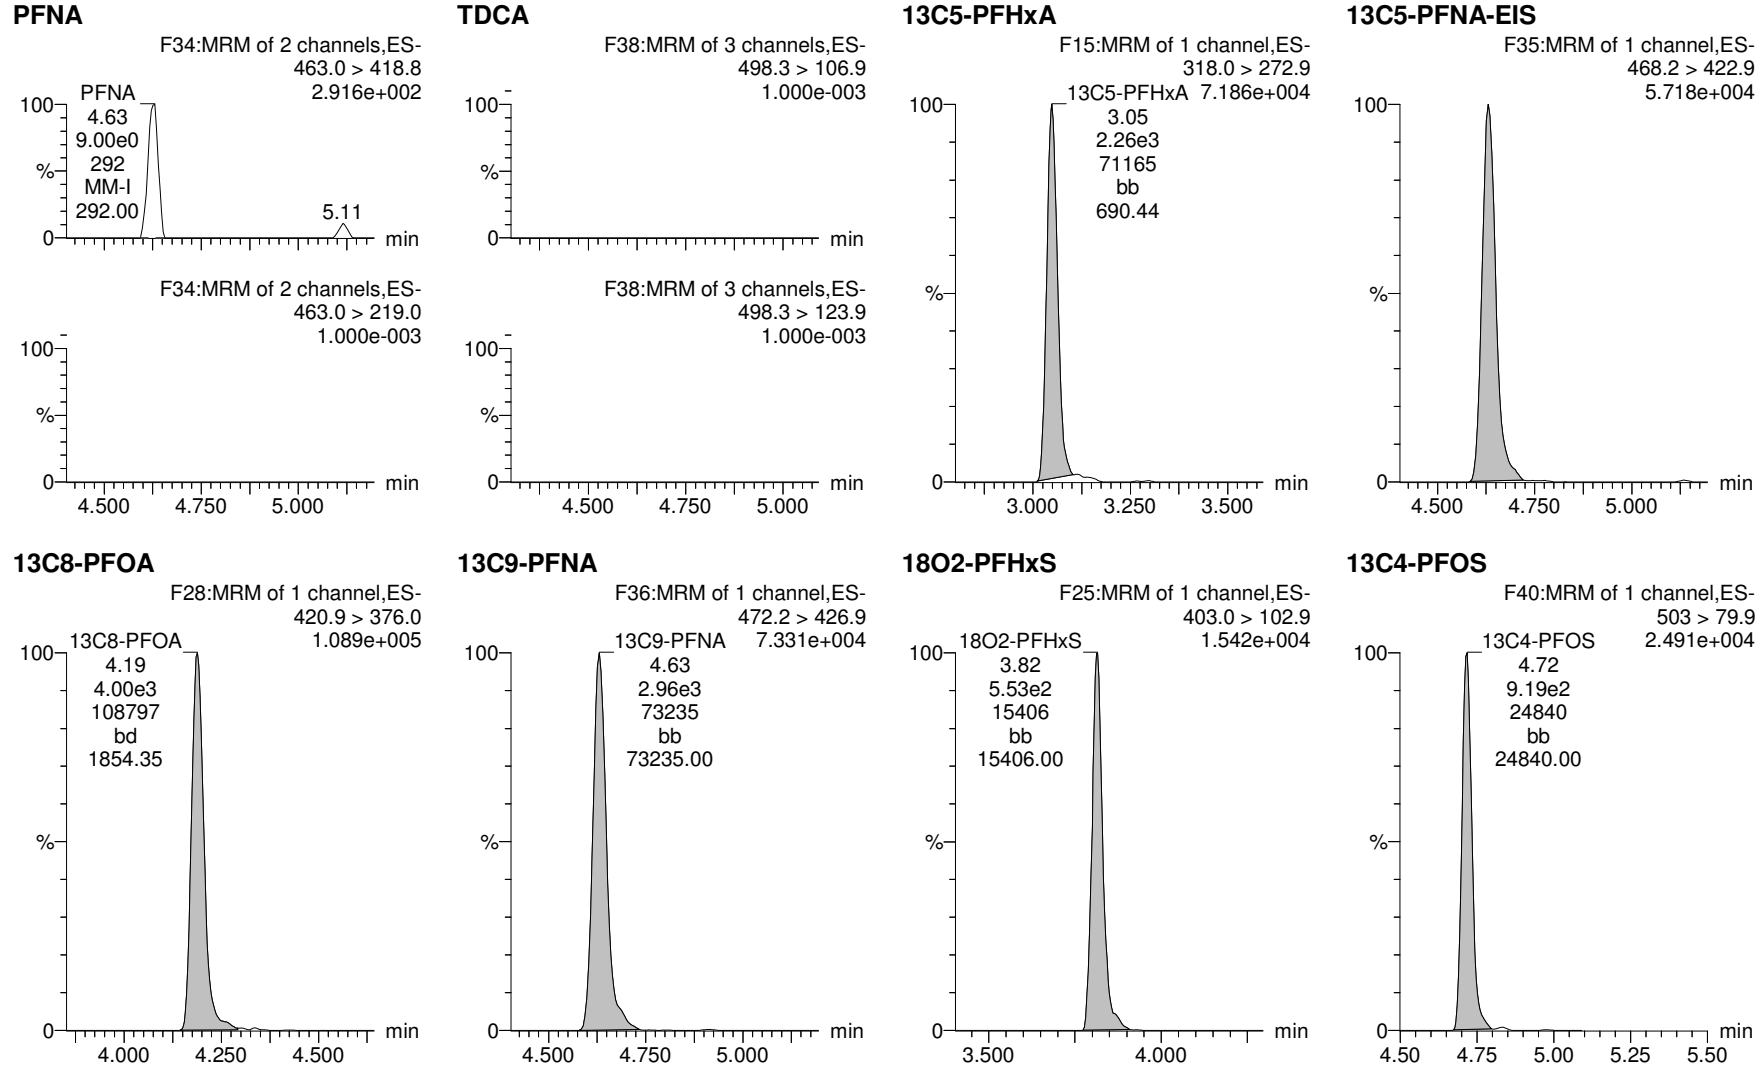 PFNA
F34:MRM of 2 channels,ES-
463.0 > 418.8
2.916e+002
PFNA
4.63
9.00e0
292
MM-I
292.00
5.11
100
%
0
min
F34:MRM of 2 channels,ES-
463.0 > 219.0
1.000e-003
100
%
0
min
4.500 4.750 5.000
TDCA
F38:MRM of 3 channels,ES-
498.3 > 106.9
1.000e-003
100
%
0
min
F38:MRM of 3 channels,ES-
498.3 > 123.9
1.000e-003
100
%
0
min
4.500 4.750 5.000
13C5-PFHxA
F15:MRM of 1 channel,ES-
318.0 > 272.9
7.186e+004
13C5-PFHxA
3.05
2.26e3
71165
bb
690.44
100
%
0
min
3.000 3.250 3.500
13C5-PFNA-EIS
F35:MRM of 1 channel,ES-
468.2 > 422.9
5.718e+004
100
%
0
min
4.500 4.750 5.000
13C8-PFOA
F28:MRM of 1 channel,ES-
420.9 > 376.0
1.089e+005
13C8-PFOA
4.19
4.00e3
108797
bd
1854.35
100
%
0
min
4.000 4.250 4.500
13C9-PFNA
F36:MRM of 1 channel,ES-
472.2 > 426.9
7.331e+004
13C9-PFNA
4.63
2.96e3
73235
bb
73235.00
100
%
0
min
4.500 4.750 5.000
18O2-PFHxS
F25:MRM of 1 channel,ES-
403.0 > 102.9
1.542e+004
18O2-PFHxS
3.82
5.53e2
15406
bb
15406.00
100
%
0
min
3.500 4.000
13C4-PFOS
F40:MRM of 1 channel,ES-
503 > 79.9
2.491e+004
13C4-PFOS
4.72
9.19e2
24840
bb
24840.00
100
%
0
min
4.50 4.75 5.00 5.25 5.50